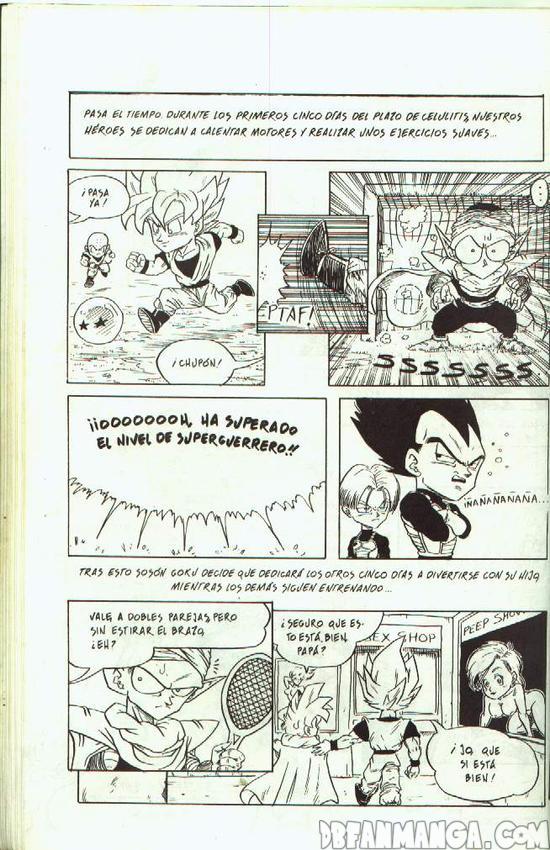 PASA EL TIEMPO. DURANTE LOS PRIMEROS CINCO DÍAS DEL PLAZO DE CELULITIS, NUESTROS
HÉROES SE DEDICAN A CALENTAR MOTORES Y REALIZAR UNOS EJERCICIOS SUAVES...
¡PASA
YA!
¡CHUPÓN!
EPTAF!
...
SSSSSSS
¡¡OOOOOOOH, HA SUPERADO
EL NIVEL DE SUPERGUERRERO!!
¡ÑAÑAÑAÑAÑA...
TRAS ESTO SOSÓN GOKU DECIDE QUE DEDICARÁ LOS OTROS CINCO DÍAS A DIVERTIRSE CON SU HIJO
MIENTRAS LOS DEMÁS SIGUEN ENTRENANDO...
VALE, A DOBLES PAREJAS, PERO
SIN ESTIRAR EL BRAZO,
¿EH?
¿SEGURO QUE ES-
TO ESTÁ BIEN,
PAPÁ?
SEX SHOP
PEEP SHOW
¡JO, QUE
SI ESTÁ
BIEN!
DBFANMANGA.COM